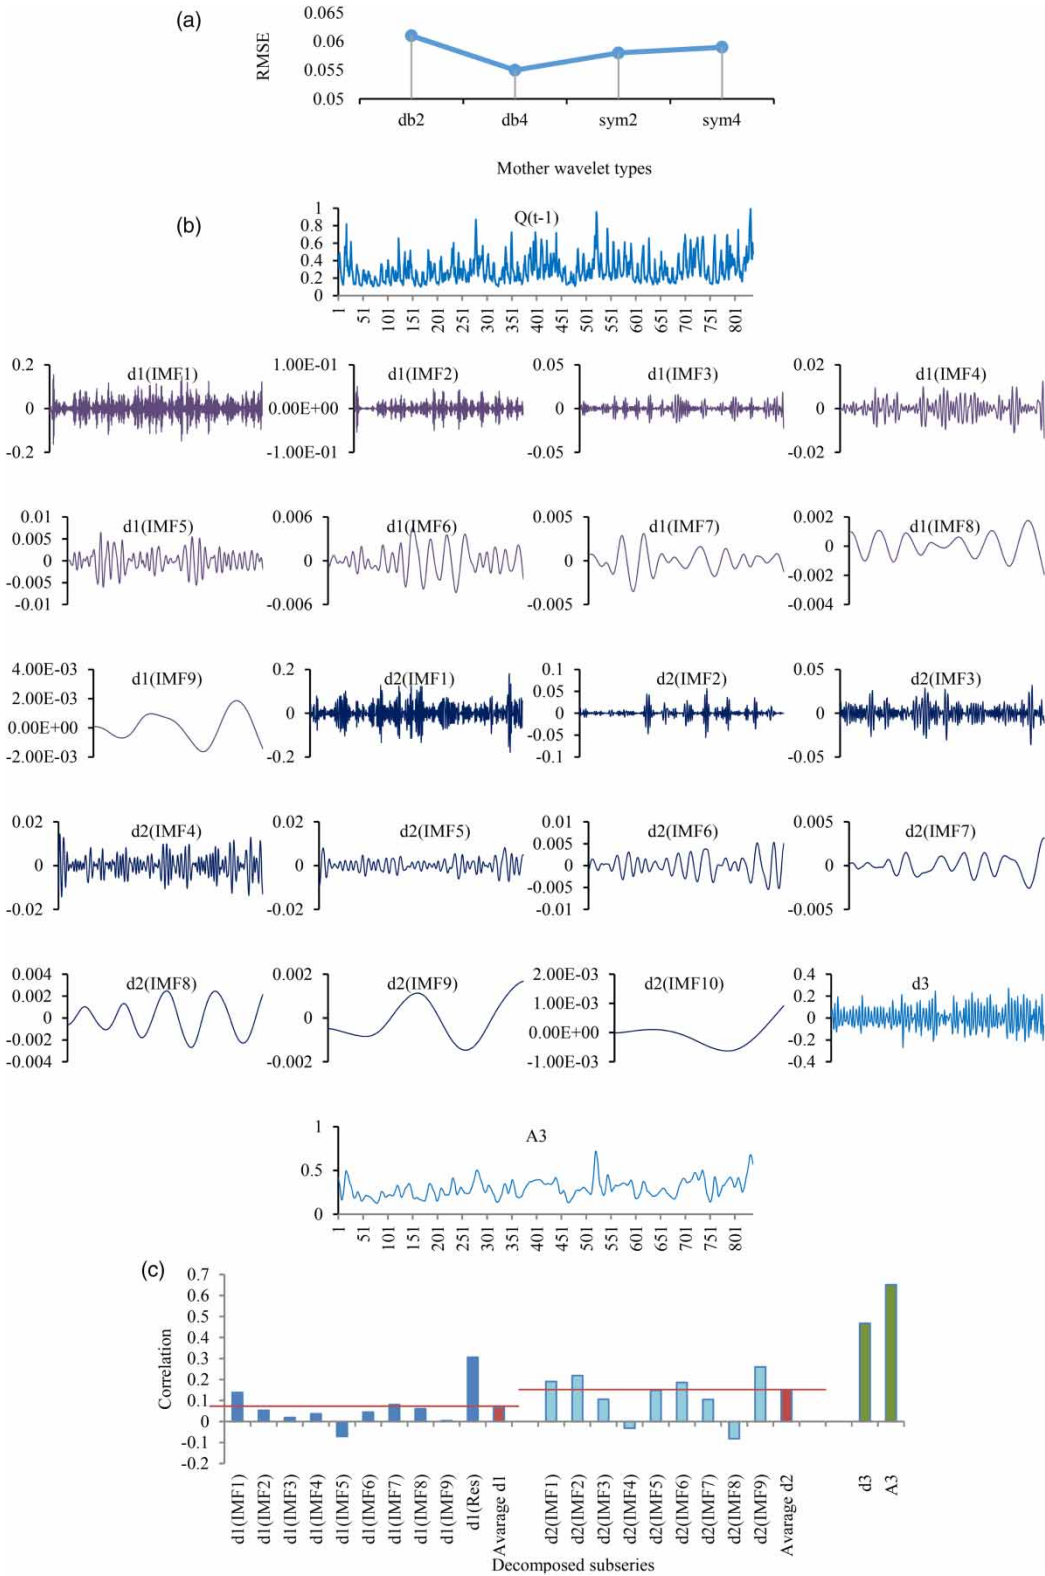 (a)
0.065
0.06
0.055
0.05
RMSE
db2 db4 sym2 sym4
Mother wavelet types
(b)
Q(t-1)
1
0.8
0.6
0.4
0.2
0
1 51 101 151 201 251 301 351 401 451 501 551 601 651 701 751 801
d1(IMF1)
0.2
0
-0.2
d1(IMF2)
1.00E-01
0.00E+00
-1.00E-01
d1(IMF3)
0.05
0
-0.05
d1(IMF4)
0.02
0
-0.02
d1(IMF5)
0.01
0.005
0
-0.005
-0.01
d1(IMF6)
0.006
0
-0.006
d1(IMF7)
0.005
0
-0.005
d1(IMF8)
0.002
0
-0.002
-0.004
d1(IMF9)
4.00E-03
2.00E-03
0.00E+00
-2.00E-03
d2(IMF1)
0.2
0
-0.2
d2(IMF2)
0.1
0.05
0
-0.05
-0.1
d2(IMF3)
0.05
0
-0.05
d2(IMF4)
0.02
0
-0.02
d2(IMF5)
0.02
0
-0.02
d2(IMF6)
0.01
0.005
0
-0.005
-0.01
d2(IMF7)
0.005
0
-0.005
d2(IMF8)
0.004
0.002
0
-0.002
-0.004
d2(IMF9)
0.002
0
-0.002
d2(IMF10)
2.00E-03
1.00E-03
0.00E+00
-1.00E-03
d3
0.4
0.2
0
-0.2
-0.4
A3
1
0.5
0
1 51 101 151 201 251 301 351 401 451 501 551 601 651 701 751 801
(c)
0.7
0.6
0.5
0.4
0.3
0.2
0.1
0
-0.1
-0.2
Correlation
d1(IMF1)
d1(IMF2)
d1(IMF3)
d1(IMF4)
d1(IMF5)
d1(IMF6)
d1(IMF7)
d1(IMF8)
d1(IMF9)
d1(Res)
Avarage d1
d2(IMF1)
d2(IMF2)
d2(IMF3)
d2(IMF4)
d2(IMF5)
d2(IMF6)
d2(IMF7)
d2(IMF8)
d2(IMF9)
Avarage d2
d3
A3
Decomposed subseries